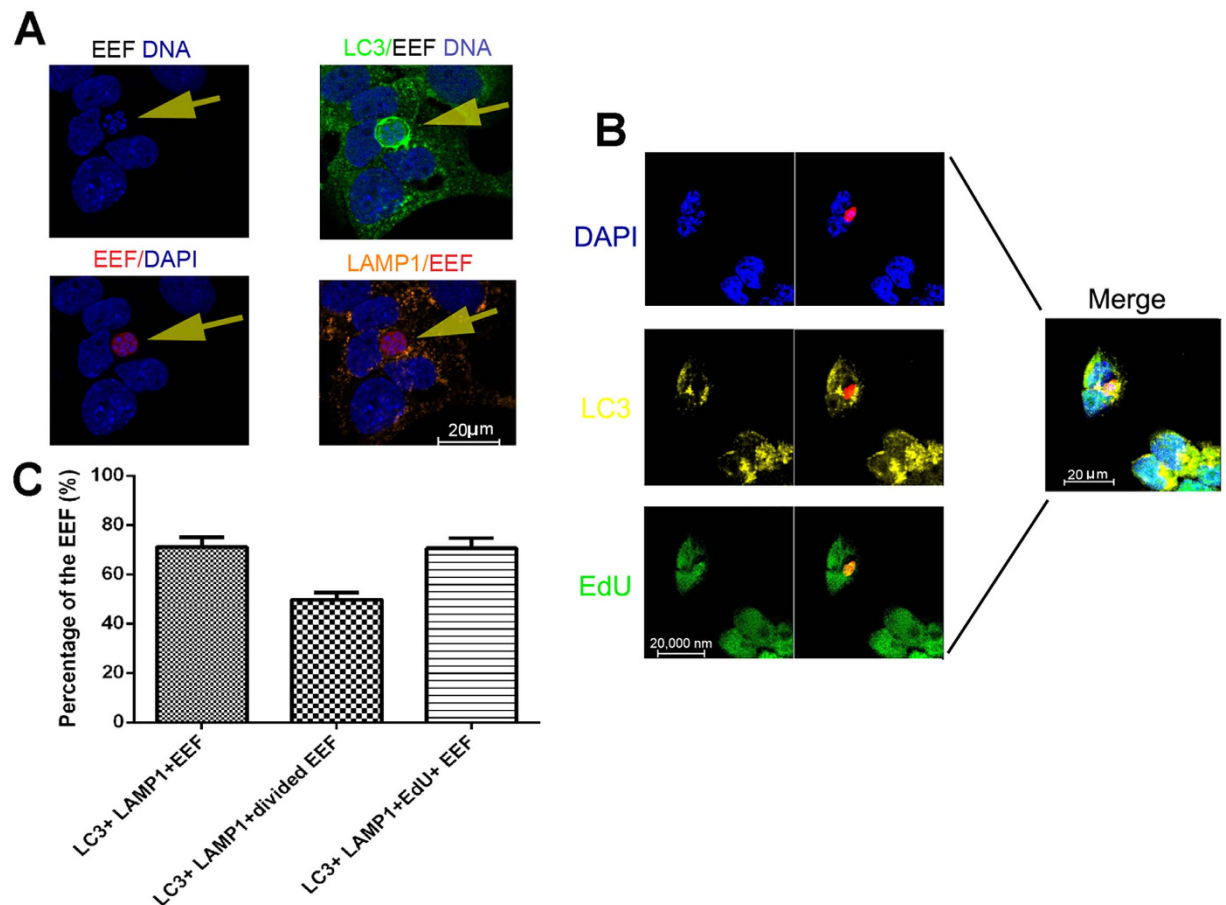 A
EEF DNA
LC3/EEF DNA
EEF/DAPI
LAMP1/EEF
20μm
B
DAPI
LC3
EdU
20,000 nm
Merge
20 μm
C
Percentage of the EEF (%)
100
80
60
40
20
0
LC3+ LAMP1+EEF
LC3+ LAMP1+divided EEF
LC3+ LAMP1+EdU+ EEF